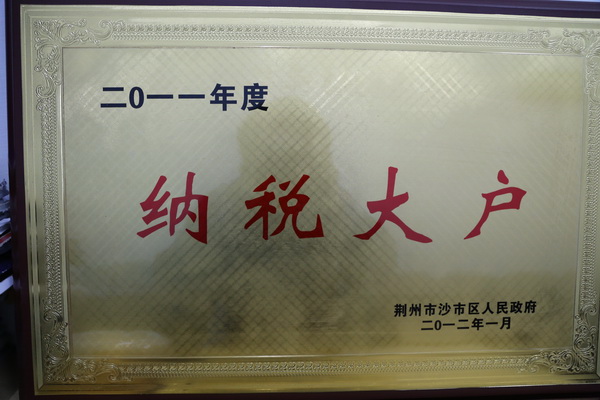 二0一一年度
纳税大户
荆州市沙市区人民政府
二0一二年一月